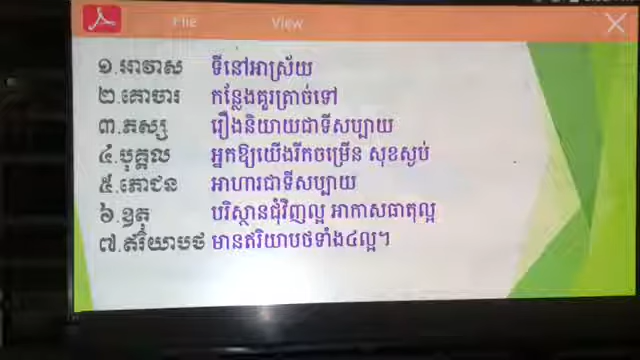 File View
១.អាវាស ទីនៅអាស្រ័យ
២.គោចារ កន្លែងគួរត្រាច់ទៅ
៣.ភស្ស រឿងនិយាយជាទីសប្បាយ
៤.បុគ្គល អ្នកឱ្យយើងរីកចម្រើន សុខស្ងប់
៥.ភោជន អាហារជាទីសប្បាយ
៦.ឧតុ បរិស្ថានជុំវិញល្អ អាកាសធាតុល្អ
៧.ឥរិយាបថ មានឥរិយាបថទាំង៤ល្អ។